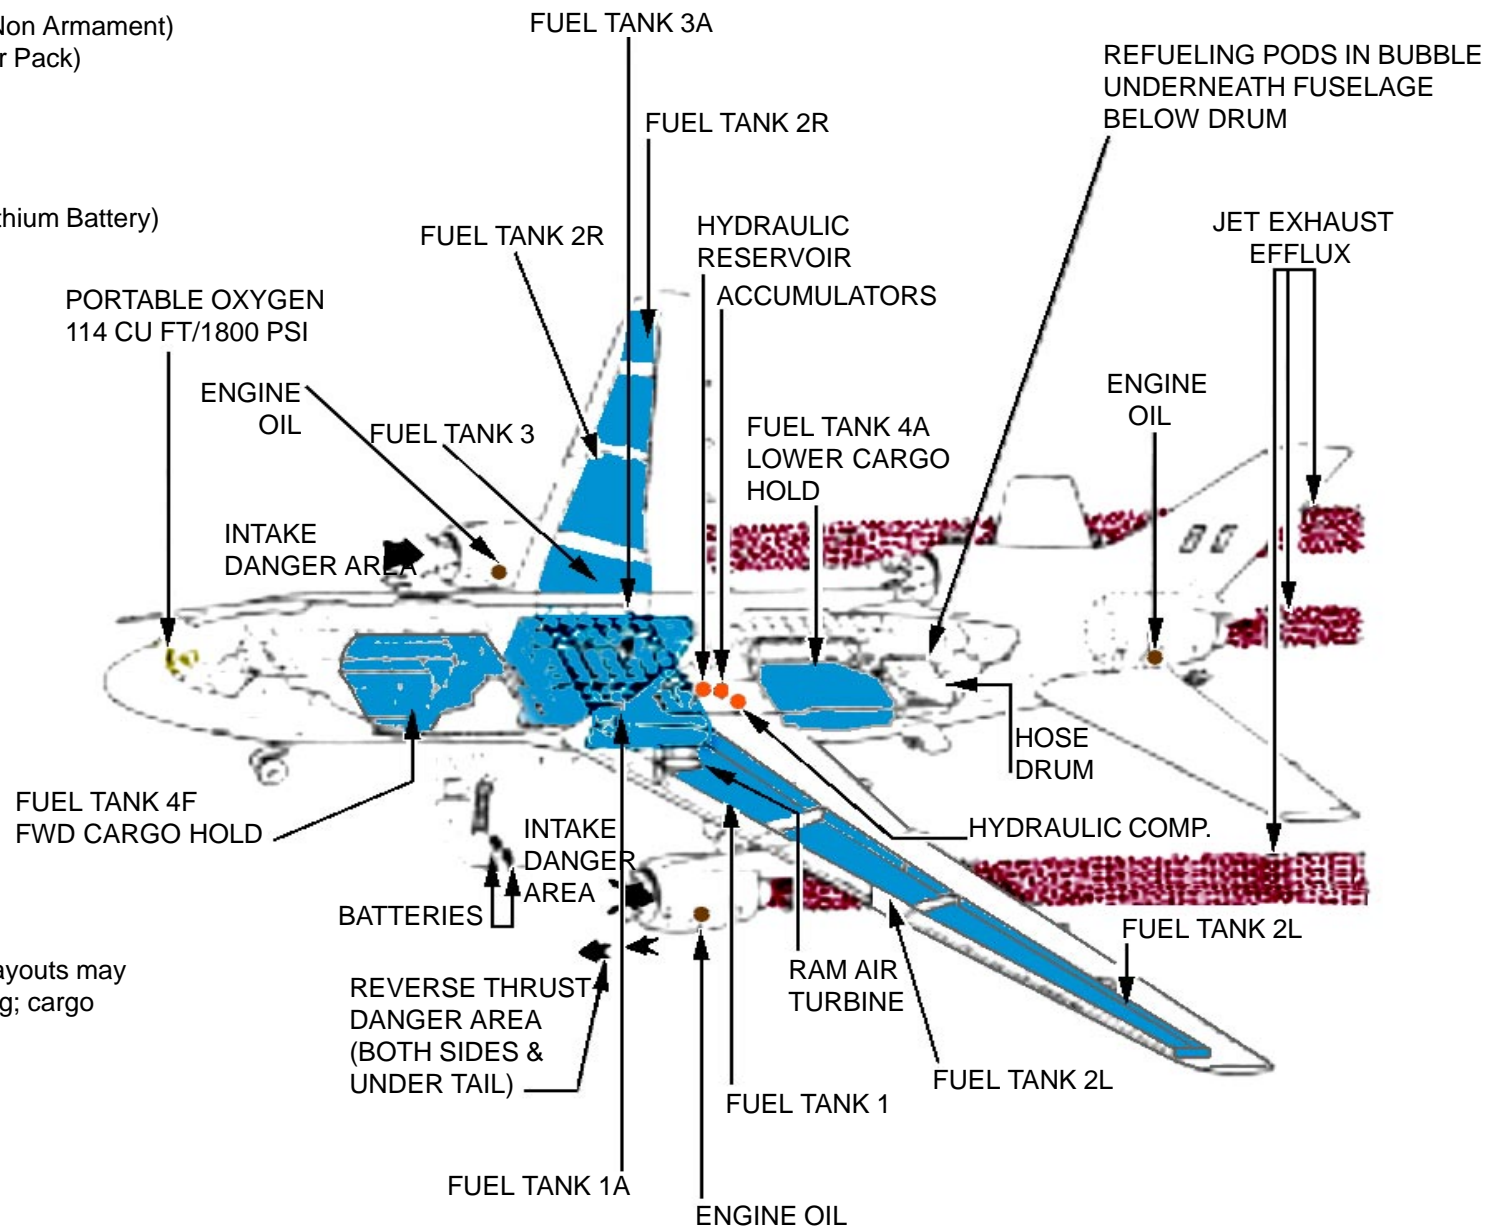 Non Armament)
r Pack)
thium Battery)
FUEL TANK 3A
FUEL TANK 2R
REFUELING PODS IN BUBBLE
UNDERNEATH FUSELAGE
BELOW DRUM
FUEL TANK 2R
HYDRAULIC
RESERVOIR
ACCUMULATORS
JET EXHAUST
EFFLUX
PORTABLE OXYGEN
114 CU FT/1800 PSI
ENGINE
OIL
FUEL TANK 3
FUEL TANK 4A
LOWER CARGO
HOLD
ENGINE
OIL
INTAKE
DANGER AREA
HOSE
DRUM
FUEL TANK 4F
FWD CARGO HOLD
INTAKE
DANGER
AREA
HYDRAULIC COMP.
BATTERIES
FUEL TANK 2L
ayouts may
g; cargo
REVERSE THRUST
DANGER AREA
(BOTH SIDES &
UNDER TAIL)
RAM AIR
TURBINE
FUEL TANK 2L
FUEL TANK 1
FUEL TANK 1A
ENGINE OIL